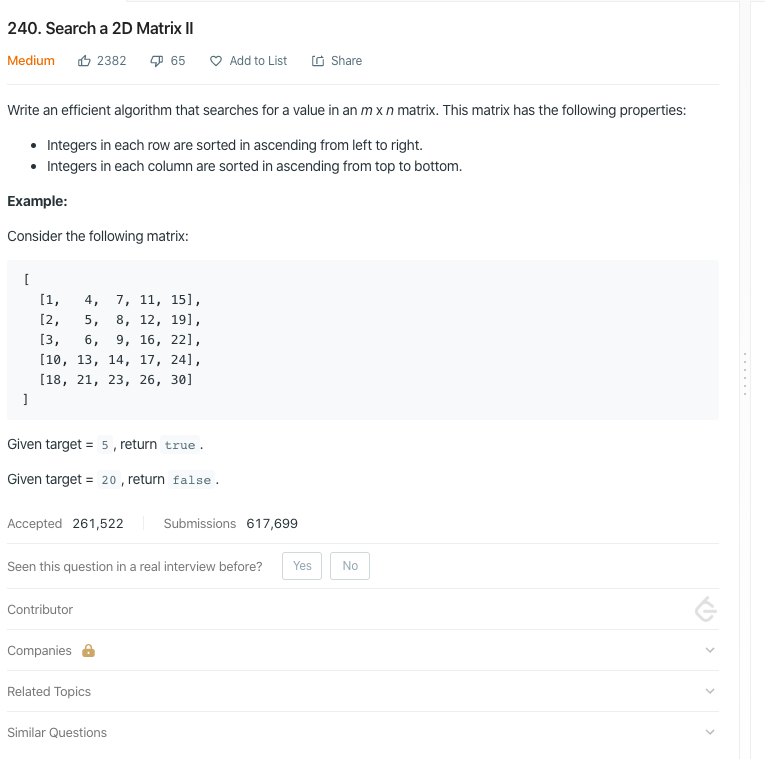 240. Search a 2D Matrix II
Medium 2382 65 Add to List Share
Write an efficient algorithm that searches for a value in an m x n matrix. This matrix has the following properties:
• Integers in each row are sorted in ascending from left to right.
• Integers in each column are sorted in ascending from top to bottom.
Example:
Consider the following matrix:
[
  [1,   4,  7, 11, 15],
  [2,   5,  8, 12, 19],
  [3,   6,  9, 16, 22],
  [10, 13, 14, 17, 24],
  [18, 21, 23, 26, 30]
]
Given target = 5, return true.
Given target = 20, return false.
Accepted 261,522 Submissions 617,699
Seen this question in a real interview before? Yes No
Contributor
Companies
Related Topics
Similar Questions